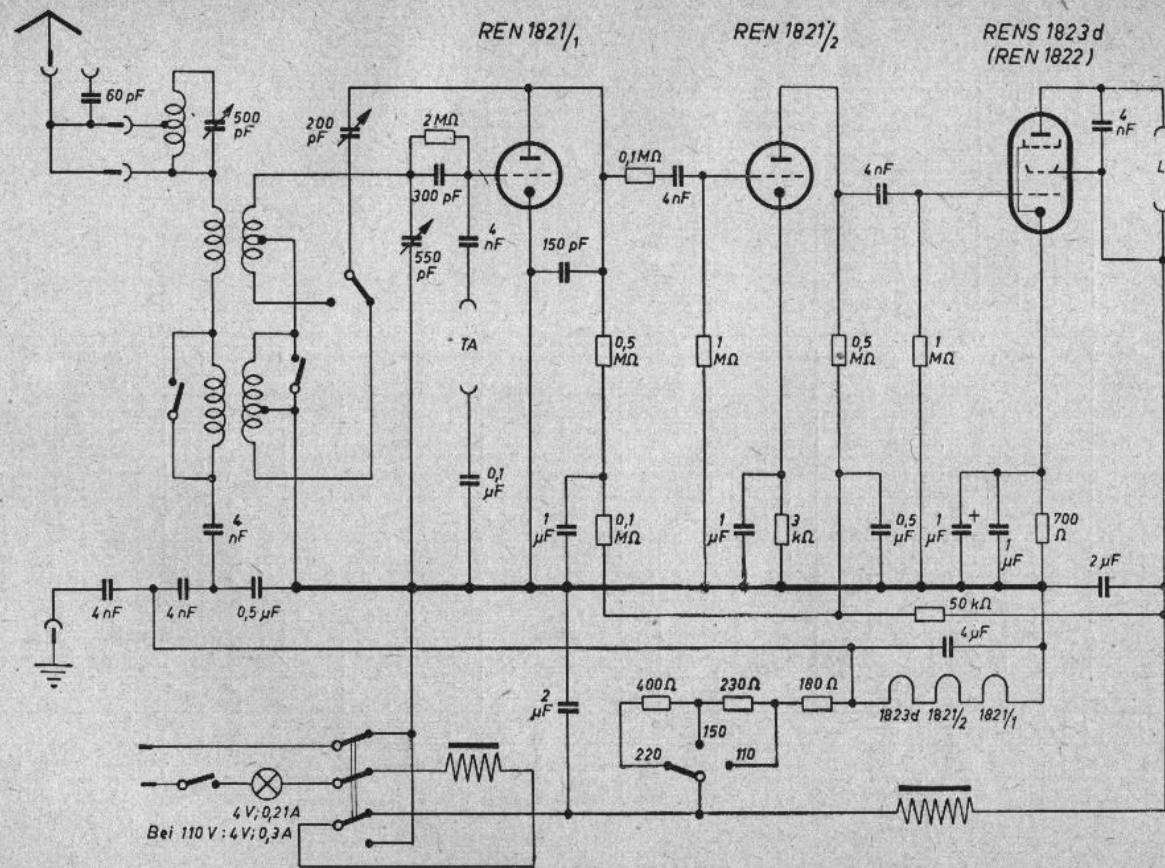 REN 1821/1
REN 1821/2
RENS 1823d
(REN 1822)
60 pF
500
pF
200
pF
2 MΩ
300 pF
550
pF
4
nF
TA
0,1
µF
150 pF
0,1 MΩ
4 nF
4 nF
4
nF
L
0,5
MΩ
1
MΩ
0,5
MΩ
1
MΩ
4
nF
1
µF
0,1
MΩ
1
µF
3
kΩ
0,5
µF
1
µF
+
1
µF
700
Ω
2 µF
4 nF
4 nF
0,5 µF
50 kΩ
4 µF
2
µF
400 Ω
230 Ω
180 Ω
1823d
1821/2
1821/1
150
220
110
4 V; 0,21 A
Bei 110 V : 4 V; 0,3 A